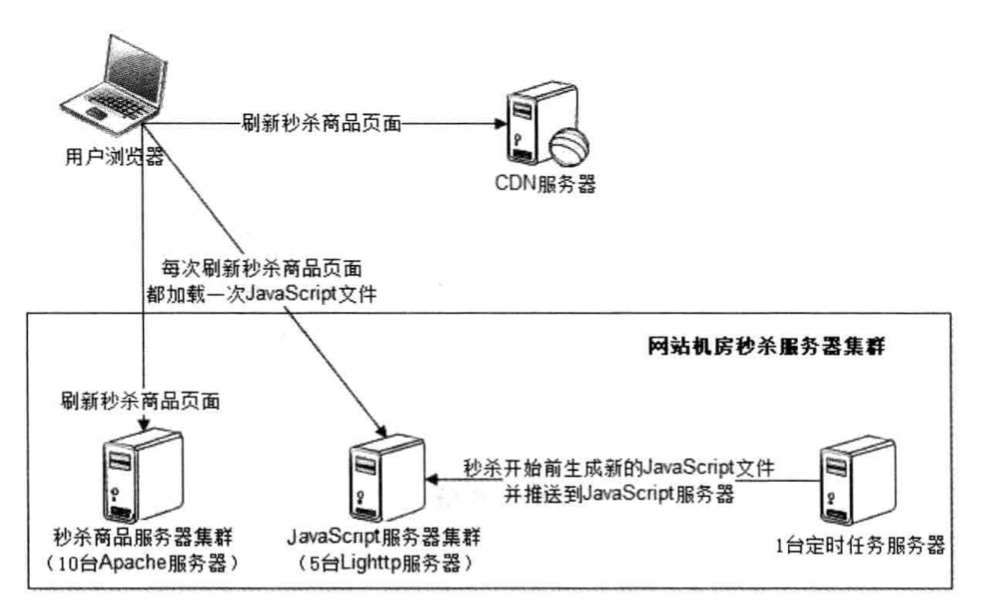 刷新秒杀商品页面
用户浏览器
CDN服务器
每次刷新秒杀商品页面
都加载一次JavaScript文件
网站机房秒杀服务器集群
刷新秒杀商品页面
秒杀开始前生成新的JavaScript文件
并推送到JavaScript服务器
秒杀商品服务器集群
（10台Apache服务器）
JavaScript服务器集群
（5台Lighttp服务器）
1台定时任务服务器